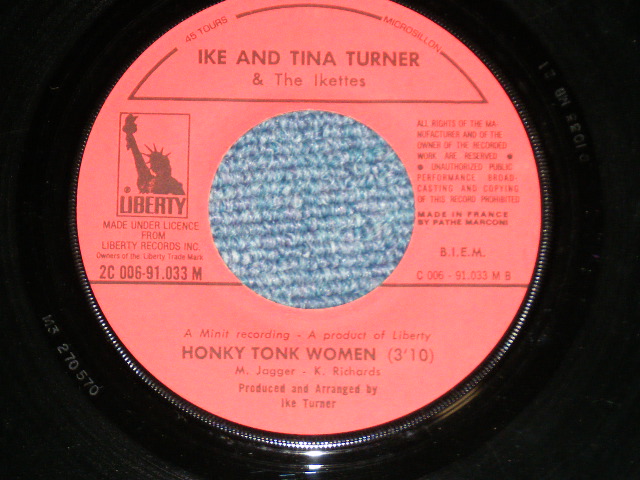 45 TOURS
MICROSILLON
IKE AND TINA TURNER
& The Ikettes
® LIBERTY
MADE UNDER LICENCE
FROM
LIBERTY RECORDS INC.
Owners of the Liberty Trade Mark
2C 006-91.033 M
ALL RIGHTS OF THE MA-
NUFACTURER AND OF THE
OWNER OF THE RECORDED
WORK ARE RESERVED ●
● UNAUTHORIZED PUBLIC
PERFORMANCE BROAD-
CASTING AND COPYING
OF THIS RECORD PROHIBITED
MADE IN FRANCE
BY PATHE MARCONI
B.I.E.M.
C 006 - 91.033 M B
A Minit recording - A product of Liberty
HONKY TONK WOMEN (3'10)
M. Jagger - K. Richards
Produced and Arranged by
Ike Turner
M3 270570